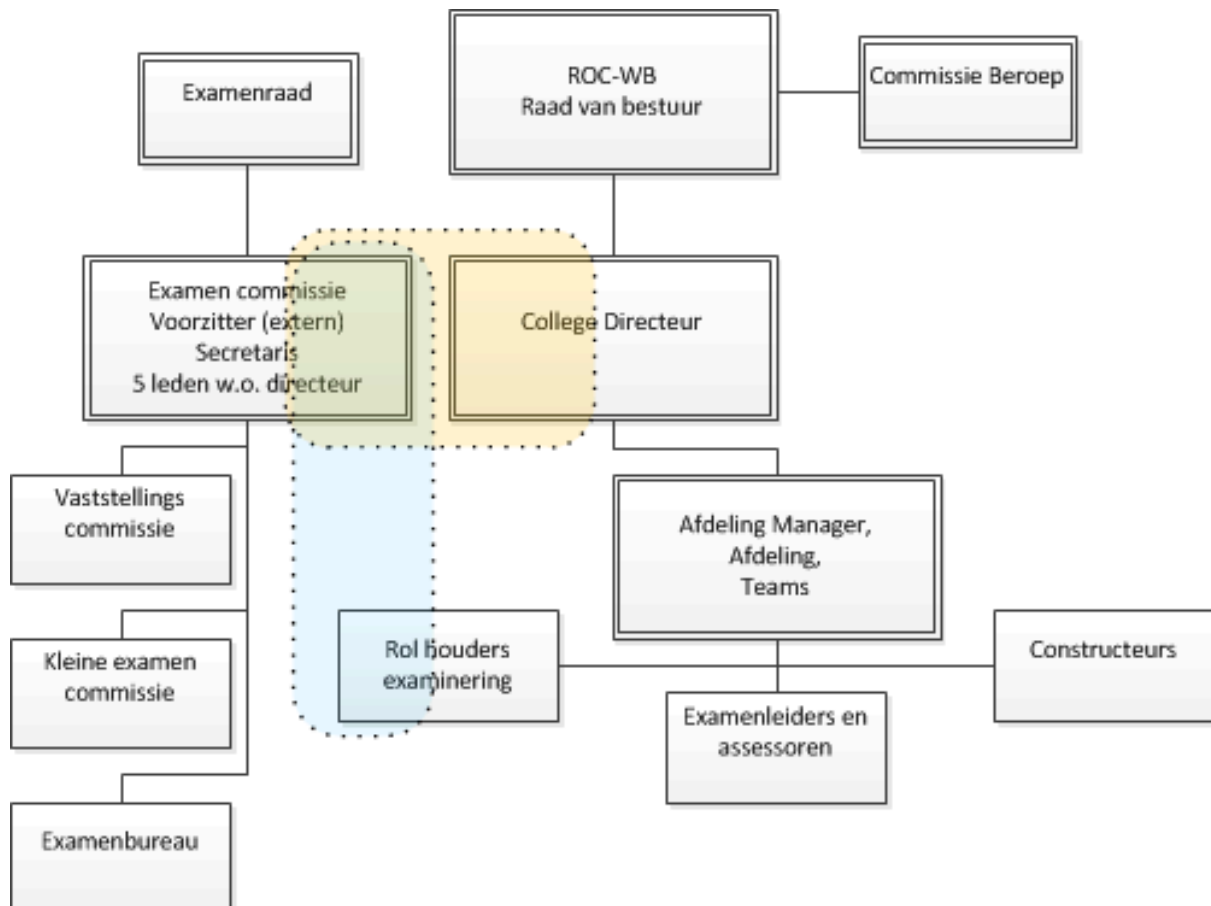 Examenraad
ROC-WB
Raad van bestuur
Commissie Beroep
Examen commissie
Voorzitter (extern)
Secretaris
5 leden w.o. directeur
College Directeur
Vaststellings
commissie
Afdeling Manager,
Afdeling,
Teams
Kleine examen
commissie
Rol houders
examinering
Examenleiders en
assessoren
Constructeurs
Examenbureau